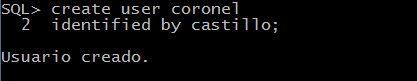 SQL> create user coronel
2 identified by castillo;
Usuario creado.